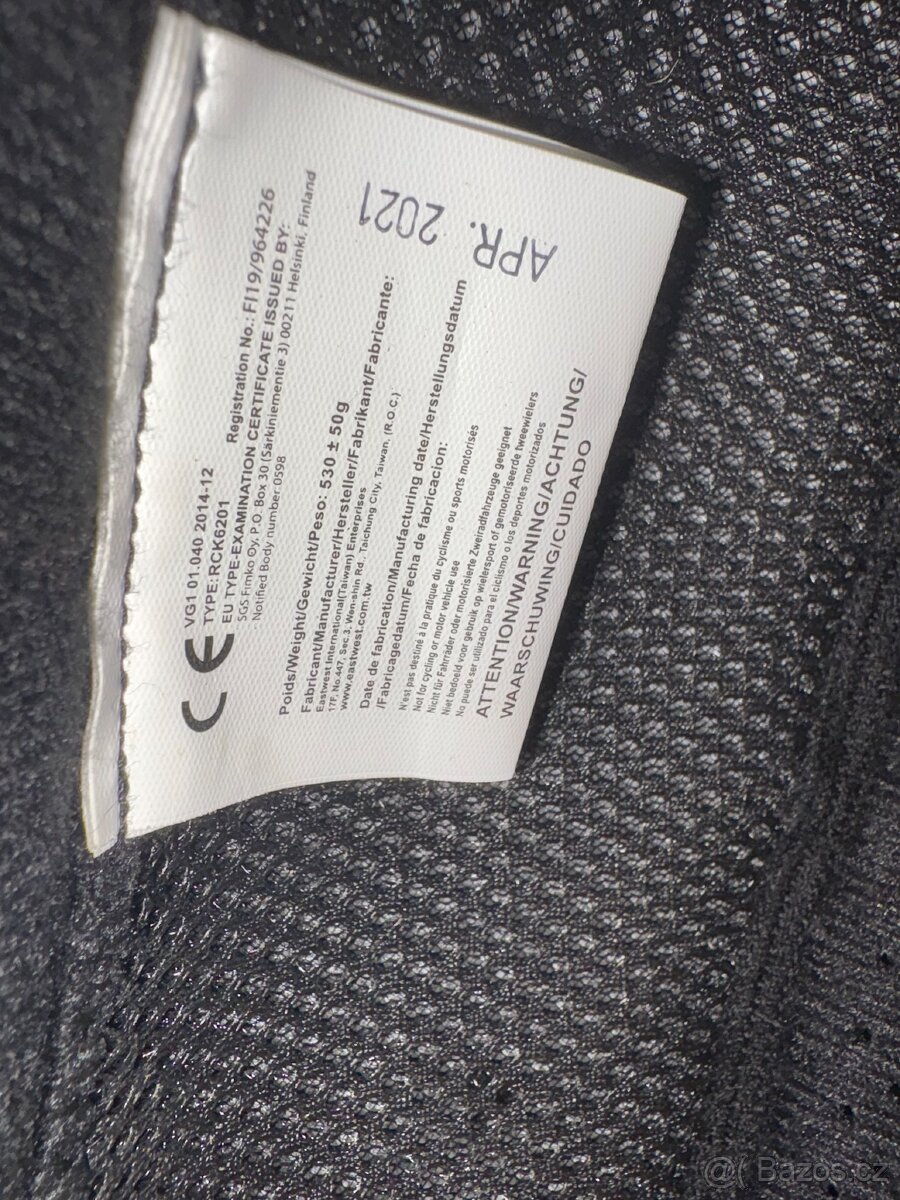 CE
VG1 01.040 2014-12
TYPE: RCK6201
Registration No.: FI19/964226
EU TYPE-EXAMINATION CERTIFICATE ISSUED BY:
SGS Frimko Oy. P.O. Box 30 (Särkiniementie 3) 00211 Helsinki, Finland
Notified Body number:0598
Poids/Weight/Gewicht/Peso: 530 ± 50g
Fabricant/Manufacturer/Hersteller/Fabrikant/Fabricante:
Eastwest International(Taiwan) Enterprises
17F, No.447, Sec.3, Wen-shin Rd., Taichung City, Taiwan, (R.O.C.)
www.eastwest.com.tw
Date de fabrication/Manufacturing date/Herstellungsdatum
/Fabricagedatum/Fecha de fabricacion:
APR. 2021
N'est pas destiné à la pratique du cyclisme ou sports motorisés
Not for cycling or motor vehicle use
Nicht für Fahrräder oder motorisierte Zweiradfahrzeuge geeignet
Niet bedoeld voor gebruik op wielersport of gemotoriseerde tweewielers
No puede ser utilizado para el ciclismo o los deportes motorizados
ATTENTION/WARNING/ACHTUNG/
WAARSCHUWING/CUIDADO
@( Bazos.cz